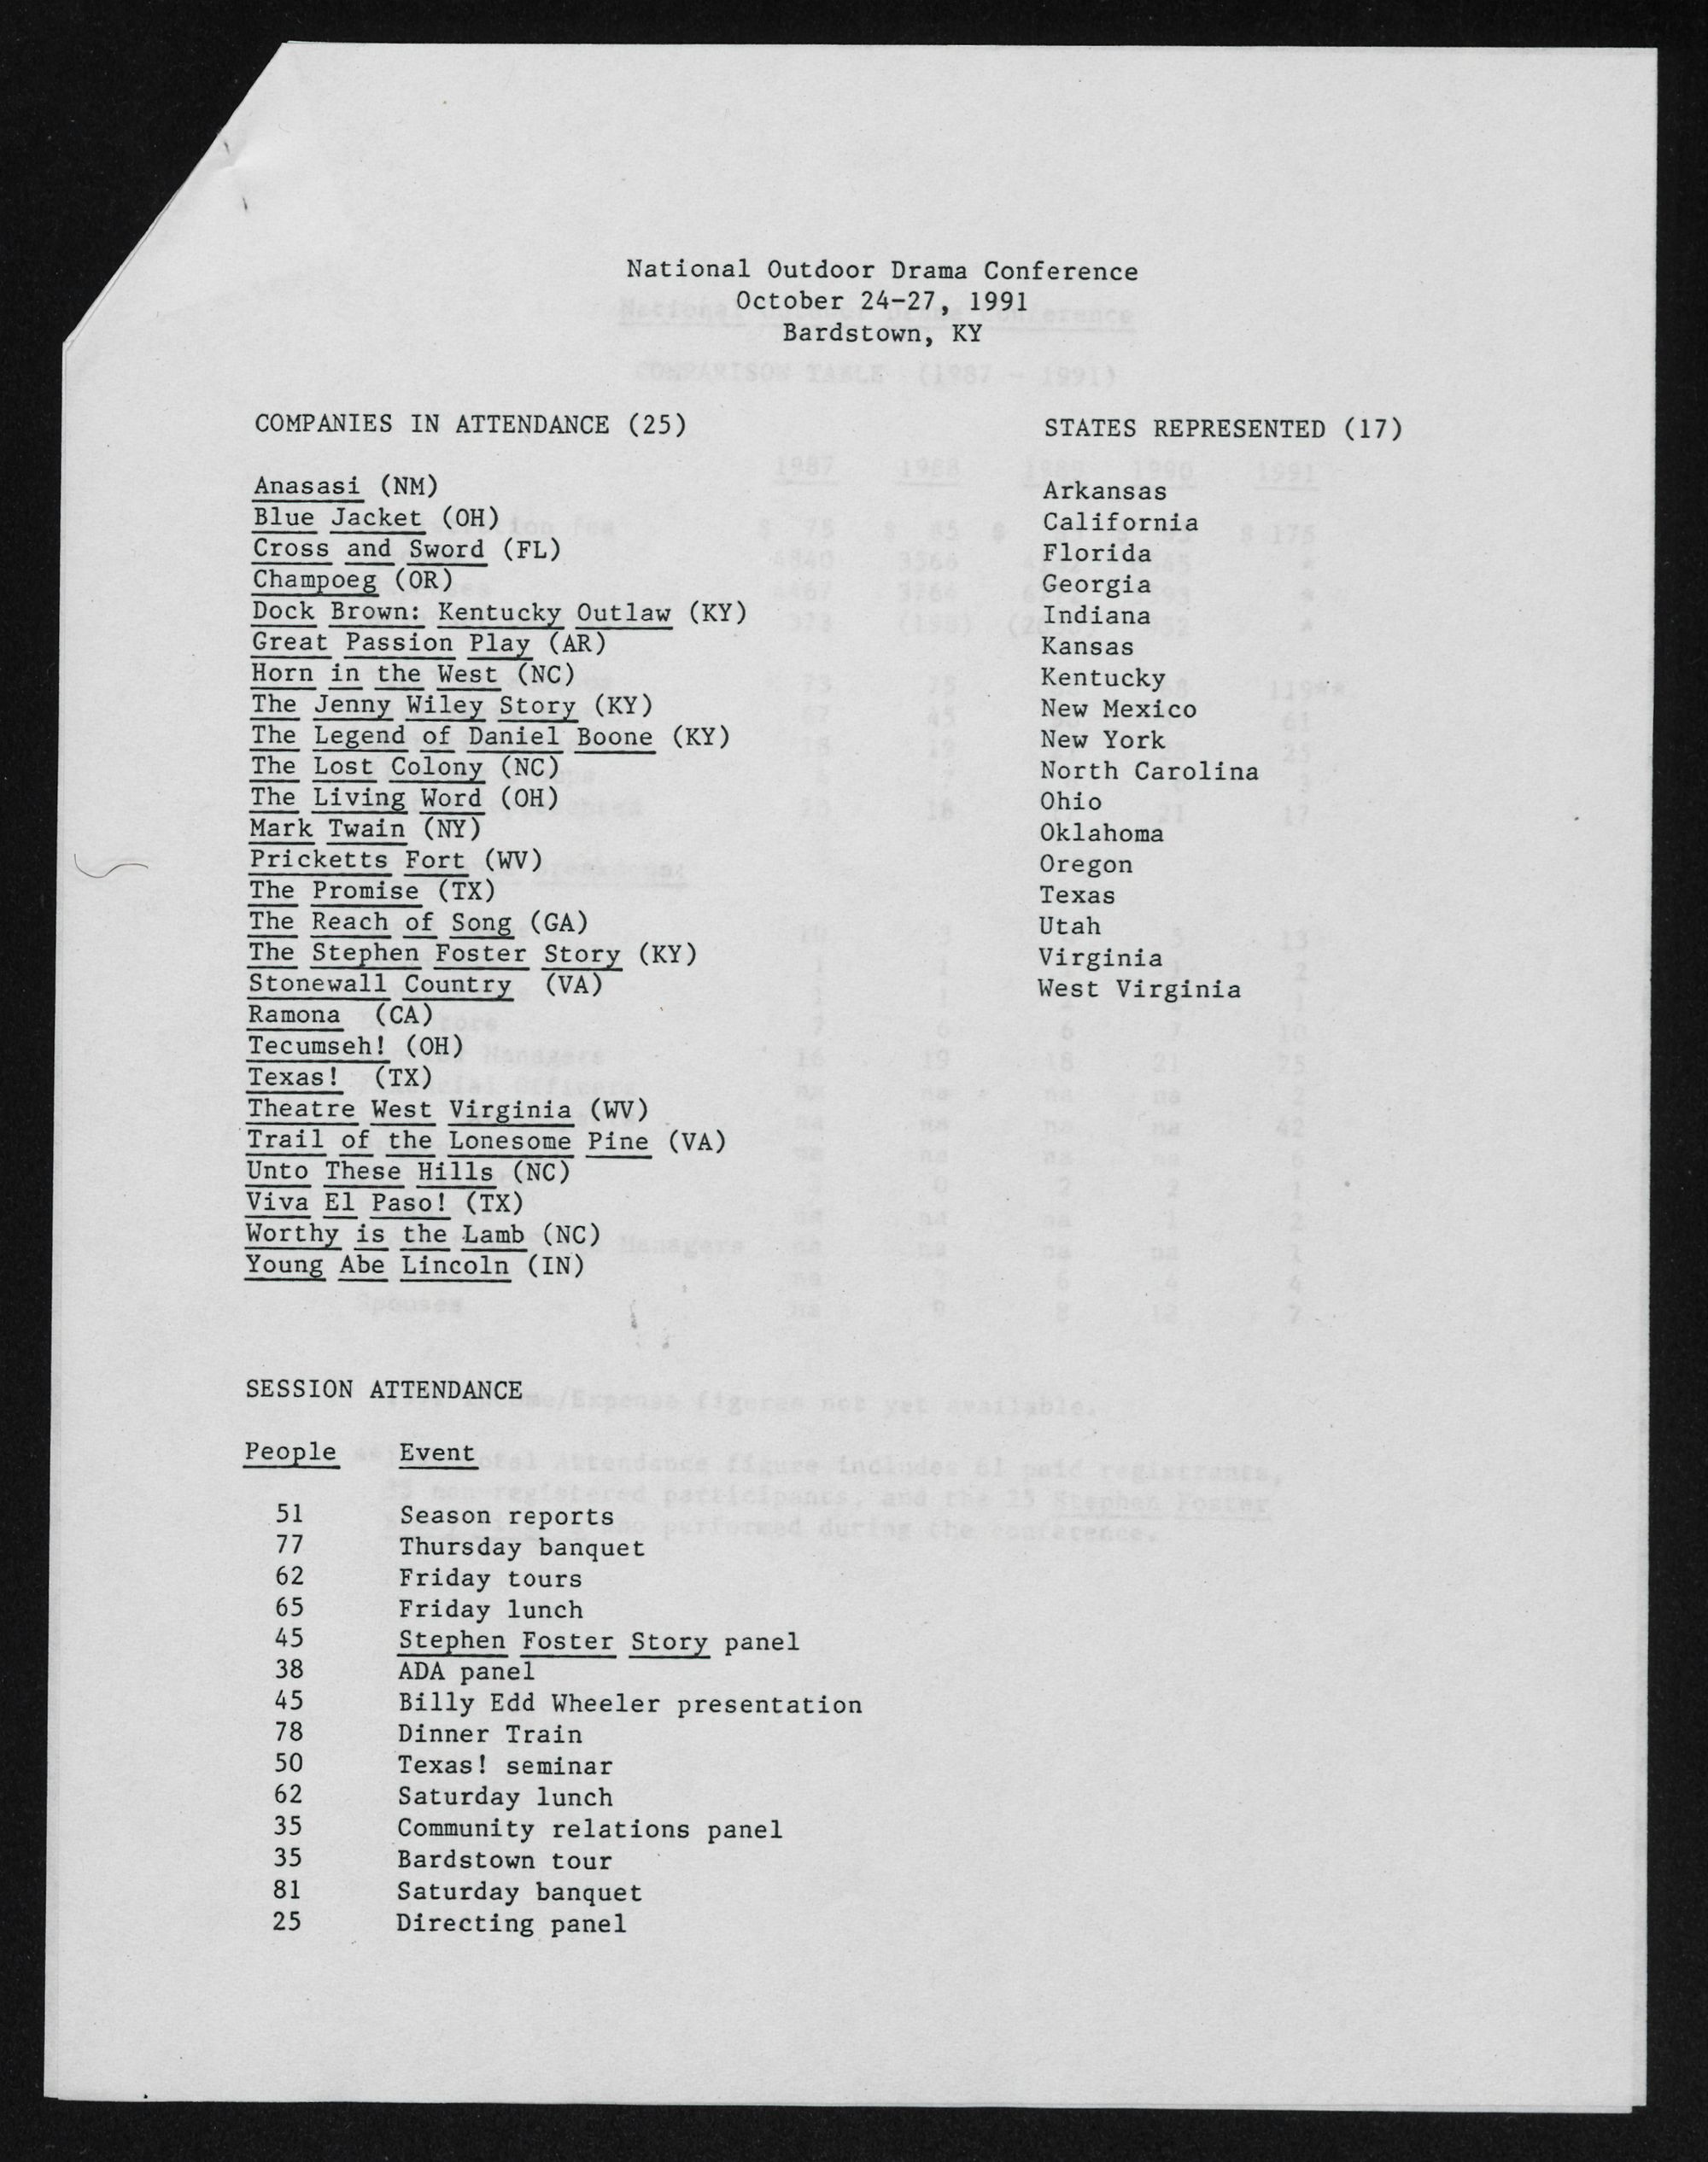 National Outdoor Drama Conference
October 24-27, 1991
Bardstown, KY
COMPANIES IN ATTENDANCE (25)
Anasasi (NM)
Blue Jacket (OH)
Cross and Sword (FL)
Champoeg (OR)
Dock Brown: Kentucky Outlaw (KY)
Great Passion Play (AR)
Horn in the West (NC)
The Jenny Wiley Story (KY)
The Legend of Daniel Boone (KY)
The Lost Colony (NC)
The Living Word (OH)
Mark Twain (NY)
Pricketts Fort (WV)
The Promise (TX)
The Reach of Song (GA)
The Stephen Foster Story (KY)
Stonewall Country (VA)
Ramona (CA)
Tecumseh! (OH)
Texas! (TX)
Theatre West Virginia (WV)
Trail of the Lonesome Pine (VA)
Unto These Hills (NC)
Viva El Paso! (TX)
Worthy is the Lamb (NC)
Young Abe Lincoln (IN)
STATES REPRESENTED (17)
Arkansas
California
Florida
Georgia
Indiana
Kansas
Kentucky
New Mexico
New York
North Carolina
Ohio
Oklahoma
Oregon
Texas
Utah
Virginia
West Virginia
SESSION ATTENDANCE
People Event
51 Season reports
77 Thursday banquet
62 Friday tours
65 Friday lunch
45 Stephen Foster Story panel
38 ADA panel
45 Billy Edd Wheeler presentation
78 Dinner Train
50 Texas! seminar
62 Saturday lunch
35 Community relations panel
35 Bardstown tour
81 Saturday banquet
25 Directing panel